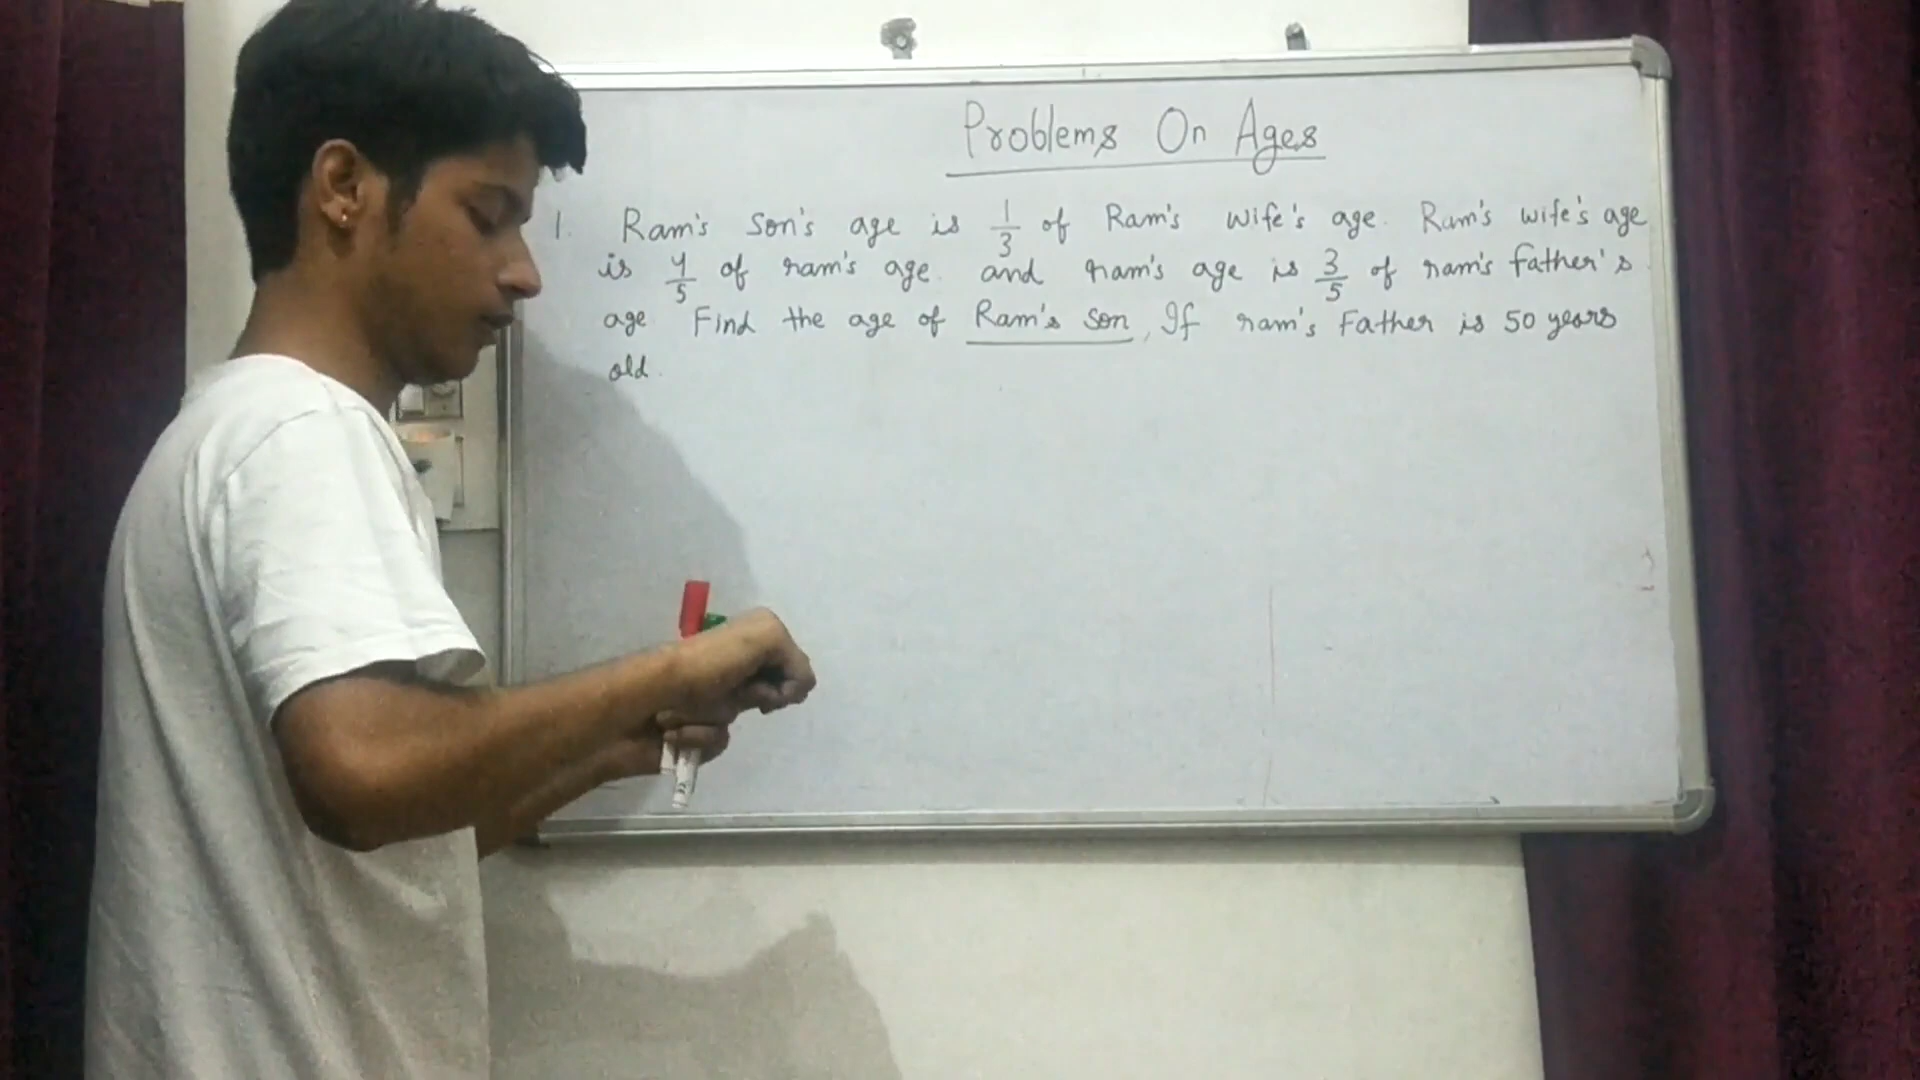 Problems On Ages
1. Ram's Son's age is 1/3 of Ram's wife's age. Ram's wife's age
is 4/5 of ram's age. and ram's age is 3/5 of ram's father's
age. Find the age of Ram's Son, If ram's Father is 50 years
old.